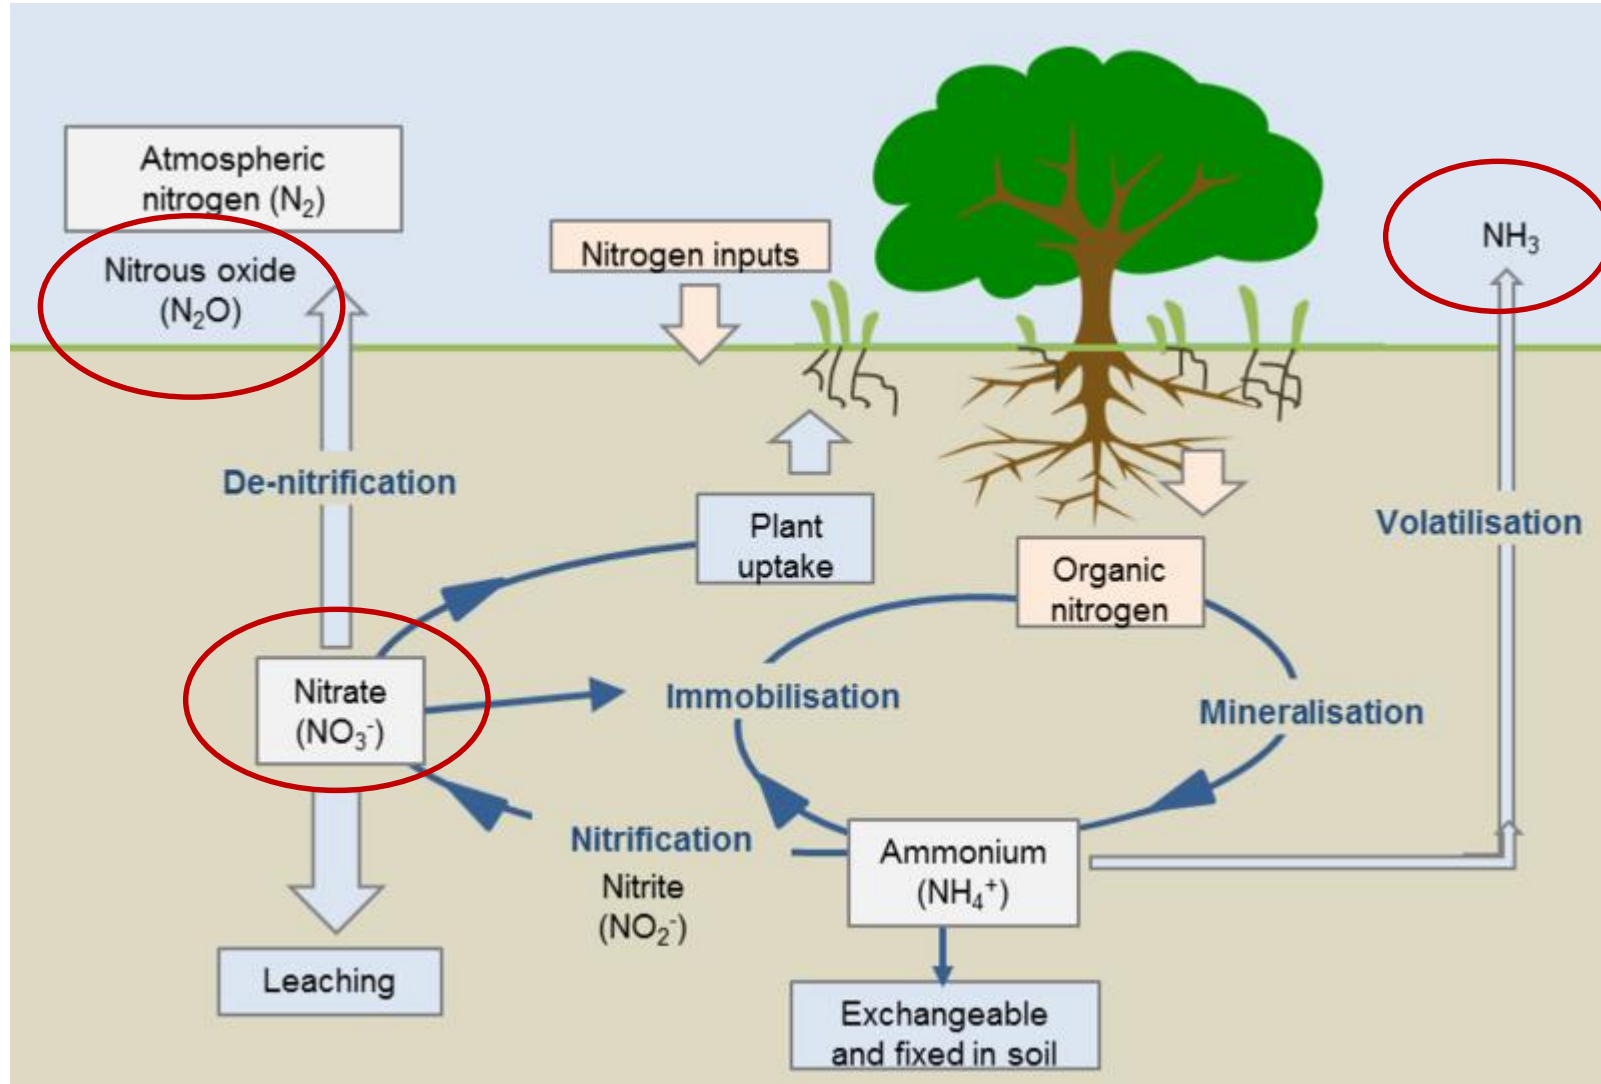 Atmospheric
nitrogen (N₂)
Nitrous oxide
(N₂O)
Nitrogen inputs
NH₃
De-nitrification
Plant
uptake
Organic
nitrogen
Volatilisation
Nitrate
(NO₃⁻)
Immobilisation
Mineralisation
Nitrification
Nitrite
(NO₂⁻)
Ammonium
(NH₄⁺)
Leaching
Exchangeable
and fixed in soil